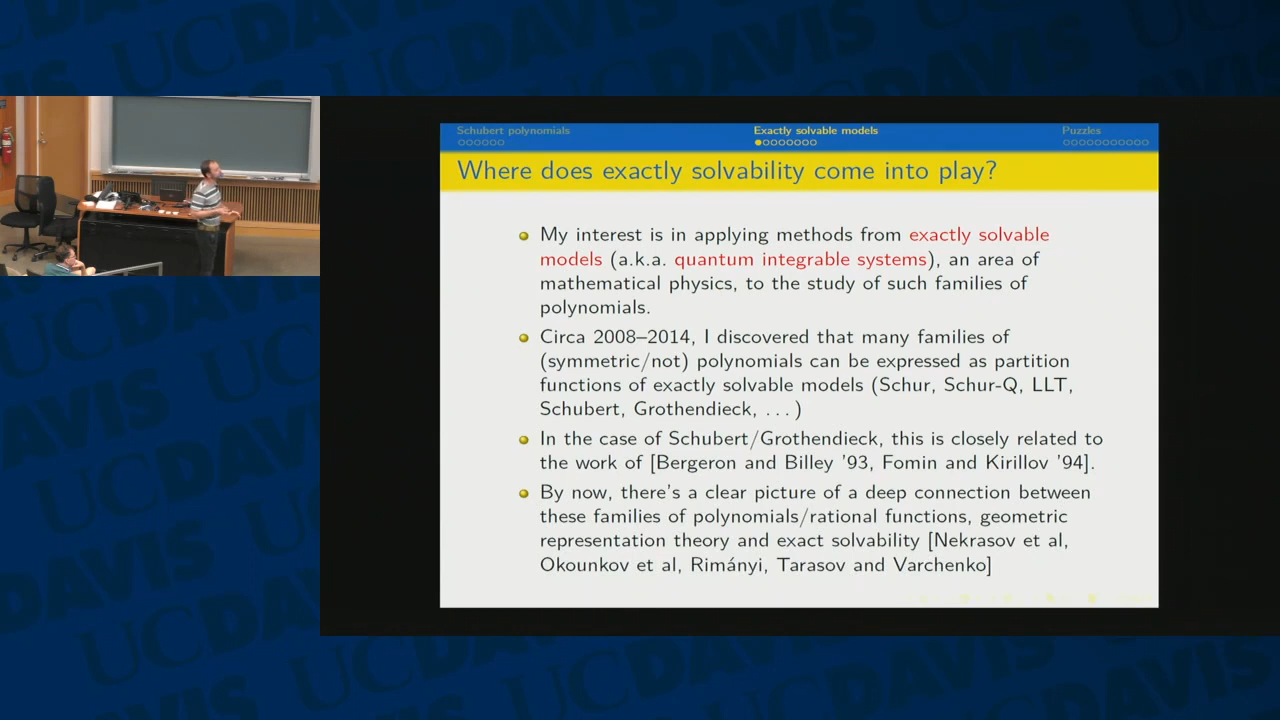 Schubert polynomials
Exactly solvable models
Puzzles
Where does exactly solvability come into play?
My interest is in applying methods from exactly solvable
models (a.k.a. quantum integrable systems), an area of
mathematical physics, to the study of such families of
polynomials.
Circa 2008–2014, I discovered that many families of
(symmetric/not) polynomials can be expressed as partition
functions of exactly solvable models (Schur, Schur-Q, LLT,
Schubert, Grothendieck, . . . )
In the case of Schubert/Grothendieck, this is closely related to
the work of [Bergeron and Billey '93, Fomin and Kirillov '94].
By now, there's a clear picture of a deep connection between
these families of polynomials/rational functions, geometric
representation theory and exact solvability [Nekrasov et al,
Okounkov et al, Rimányi, Tarasov and Varchenko]
UCDAVIS
UCDAVIS
UCDAVIS
UCDAVIS